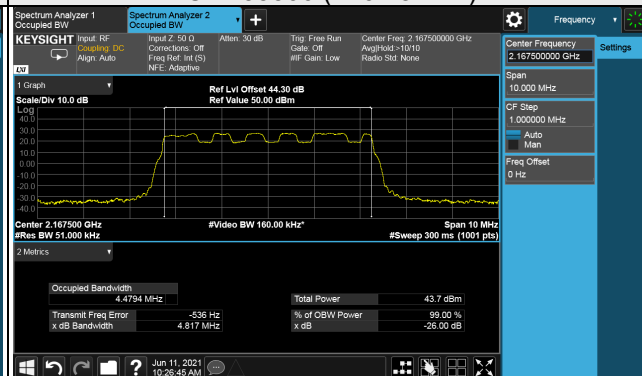 Spectrum Analyzer 1
Occupied BW
Spectrum Analyzer 2
Occupied BW
Frequency
KEYSIGHT
Input: RF
Coupling: DC
Align: Auto
Input Z: 50 Ω
Corrections: Off
Freq Ref: Int (S)
NFE: Adaptive
Atten: 30 dB
Trig: Free Run
Gate: Off
#IF Gain: Low
Center Freq: 2.167500000 GHz
Avg|Hold:>10/10
Radio Std: None
LXI
Center Frequency
2.167500000 GHz
Settings
Span
10.000 MHz
CF Step
1.000000 MHz
Auto
Man
Freq Offset
0 Hz
1 Graph
Scale/Div 10.0 dB
Ref Lvl Offset 44.30 dB
Ref Value 50.00 dBm
Log
40.0
30.0
20.0
10.0
0.00
-10.0
-20.0
-30.0
-40.0
Center 2.167500 GHz
#Res BW 51.000 kHz
#Video BW 160.00 kHz*
Span 10 MHz
#Sweep 300 ms (1001 pts)
2 Metrics
Occupied Bandwidth
4.4794 MHz
Total Power
43.7 dBm
Transmit Freq Error
-536 Hz
% of OBW Power
99.00 %
x dB Bandwidth
4.817 MHz
x dB
-26.00 dB
?
Jun 11, 2021
10:26:45 AM